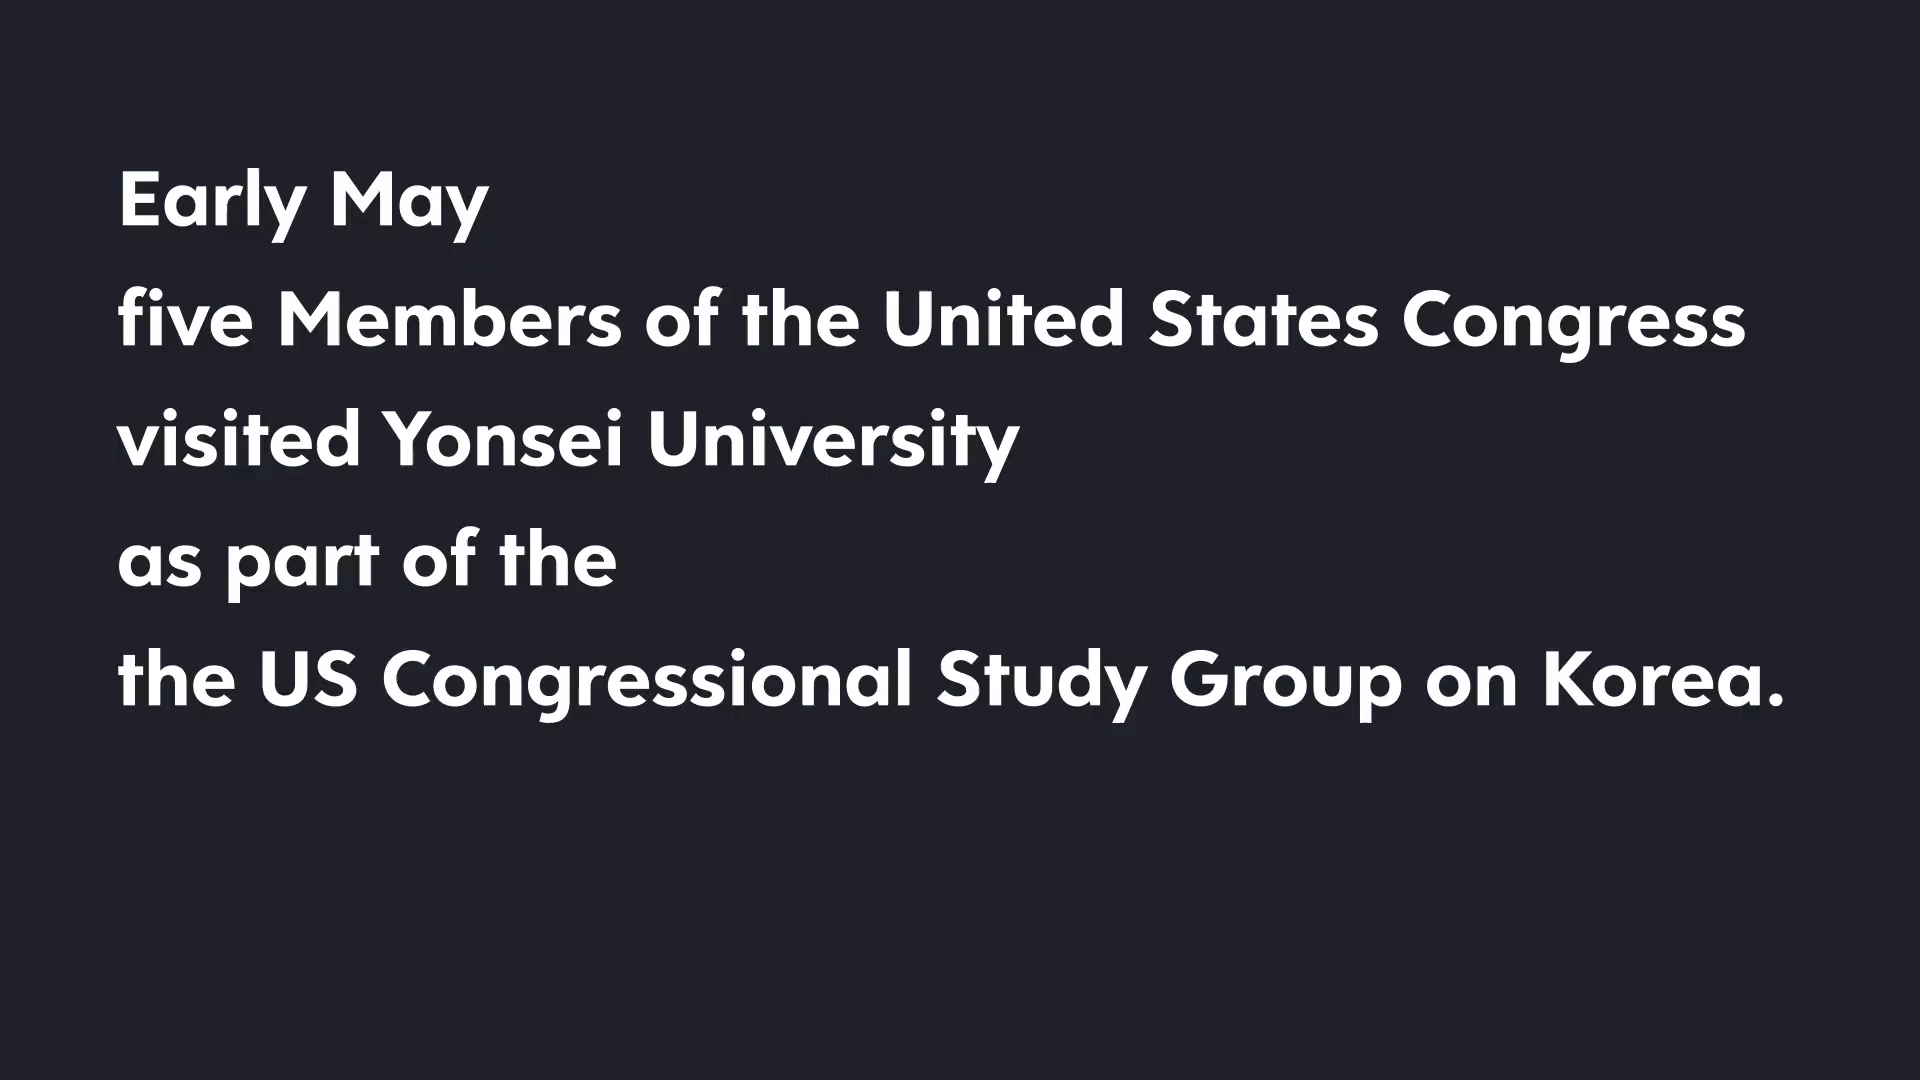 Early May
five Members of the United States Congress
visited Yonsei University
as part of the
the US Congressional Study Group on Korea.